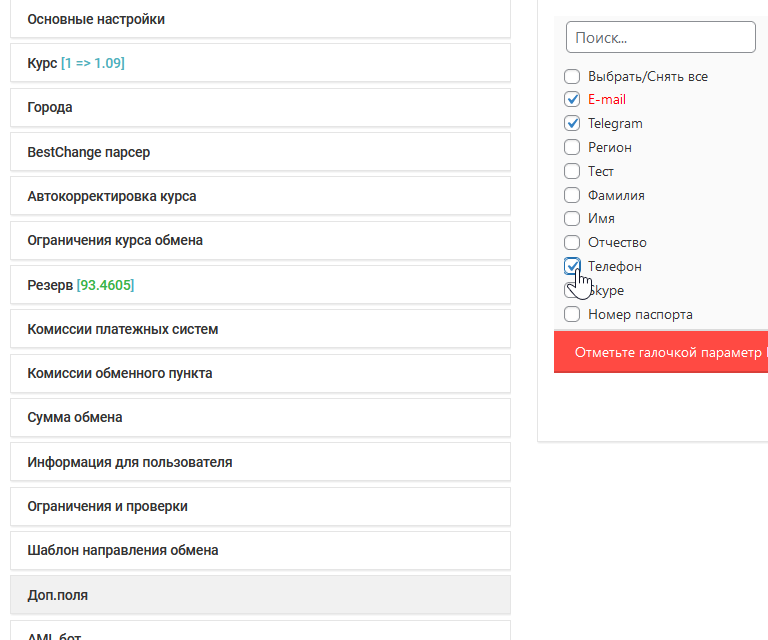 Основные настройки
Курс [1 => 1.09]
Города
BestChange парсер
Автокорректировка курса
Ограничения курса обмена
Резерв [93.4605]
Комиссии платежных систем
Комиссии обменного пункта
Сумма обмена
Информация для пользователя
Ограничения и проверки
Шаблон направления обмена
Доп.поля
AML бот
Поиск...
Выбрать/Снять все
E-mail
Telegram
Регион
Тест
Фамилия
Имя
Отчество
Телефон
Skype
Номер паспорта
Отметьте галочкой параметр